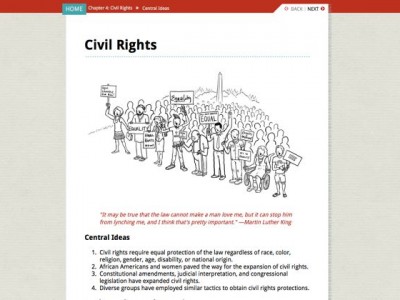 HOME Chapter 4: Civil Rights » Central Ideas BACK | NEXT
Civil Rights
Equality
EQUAL
EQUALITY
"It may be true that the law cannot make a man love me, but it can stop him
from lynching me, and I think that's pretty important." —Martin Luther King
Central Ideas
1. Civil rights require equal protection of the law regardless of race, color,
religion, gender, age, disability, or national origin.
2. African Americans and women paved the way for the expansion of civil rights.
3. Constitutional amendments, judicial interpretation, and congressional
legislation have expanded civil rights.
4. Diverse groups have employed similar tactics to obtain civil rights protections.